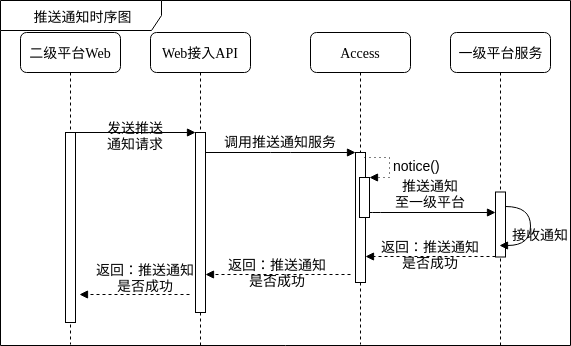 推送通知时序图
二级平台Web
Web接入API
Access
一级平台服务
发送推送
通知请求
调用推送通知服务
notice()
推送通知
至一级平台
接收通知
返回：推送通知
是否成功
返回：推送通知
是否成功
返回：推送通知
是否成功